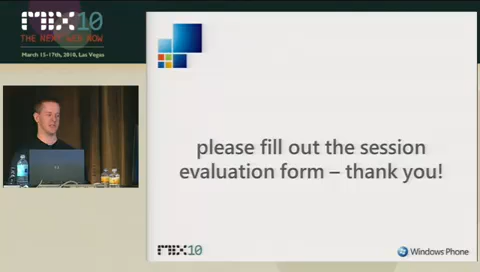 MIX10
THE NEXT WEB NOW
March 15-17th, 2010, Las Vegas
please fill out the session
evaluation form – thank you!
MIX10
Windows Phone